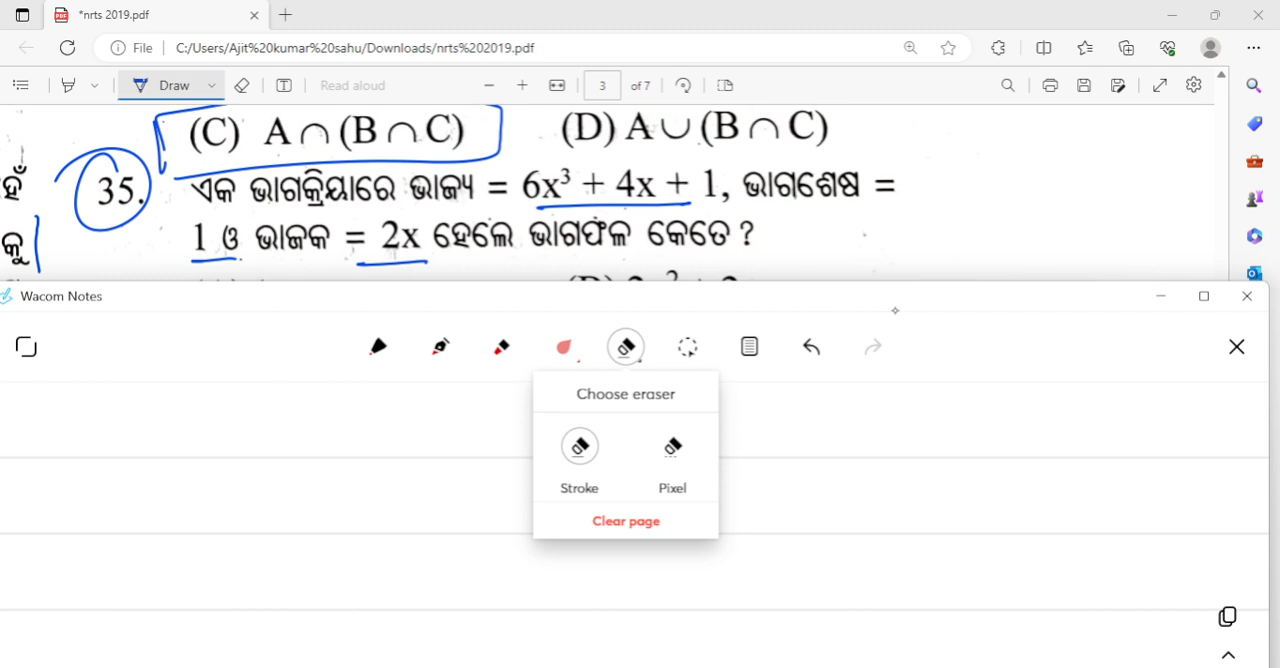 *nrts 2019.pdf
File C:/Users/Ajit%20kumar%20sahu/Downloads/nrts%202019.pdf
Draw Read aloud 3 of 7
(C) A ∩ (B ∩ C) (D) A ∪ (B ∩ C)
35. ଏକ ଭାଗକ୍ରିୟାରେ ଭାଜ୍ୟ = 6x³ + 4x + 1, ଭାଗଶେଷ =
1 ଓ ଭାଜକ = 2x ହେଲେ ଭାଗଫଳ କେତେ ?
Wacom Notes
Choose eraser
Stroke Pixel
Clear page